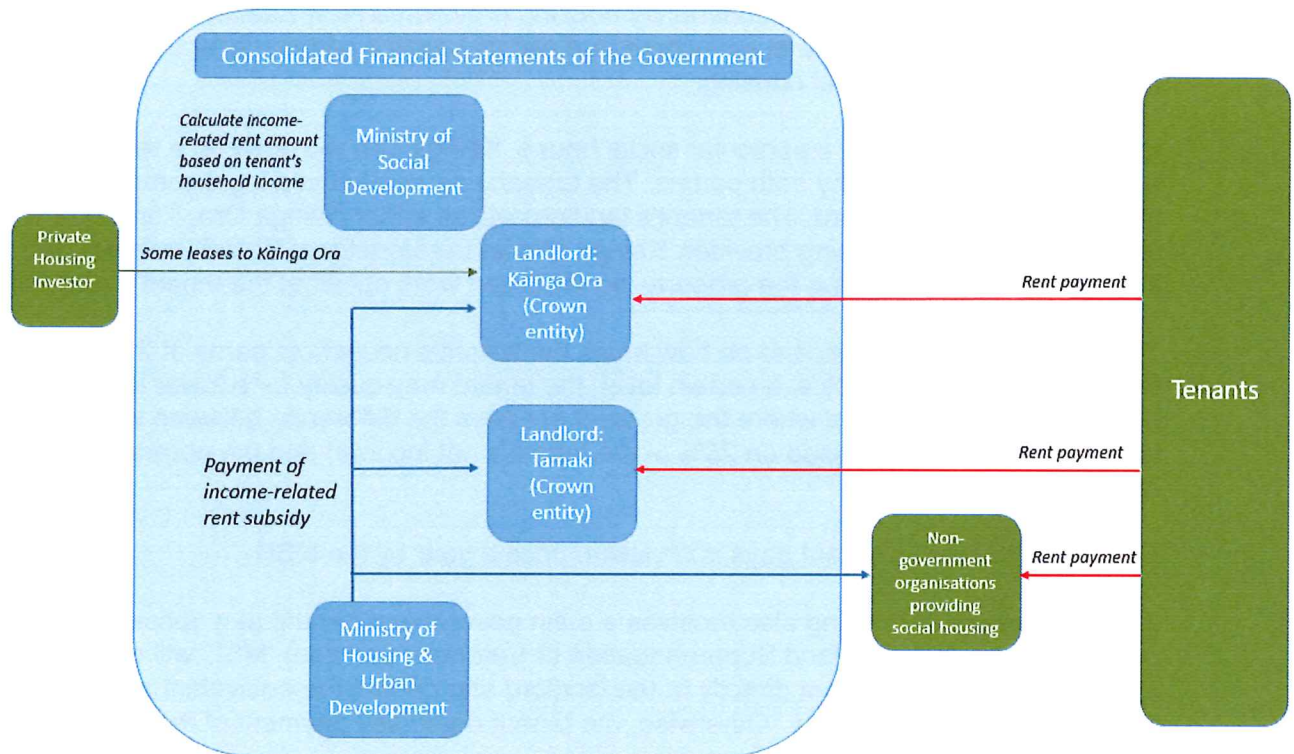 Consolidated Financial Statements of the Government
Calculate income-
related rent amount
based on tenant's
household income
Ministry of
Social
Development
Private
Housing
Investor
Some leases to Kāinga Ora
Landlord:
Kāinga Ora
(Crown
entity)
Rent payment
Tenants
Landlord:
Tāmaki
(Crown
entity)
Rent payment
Payment of
income-related
rent subsidy
Non-
government
organisations
providing
social housing
Rent payment
Ministry of
Housing &
Urban
Development